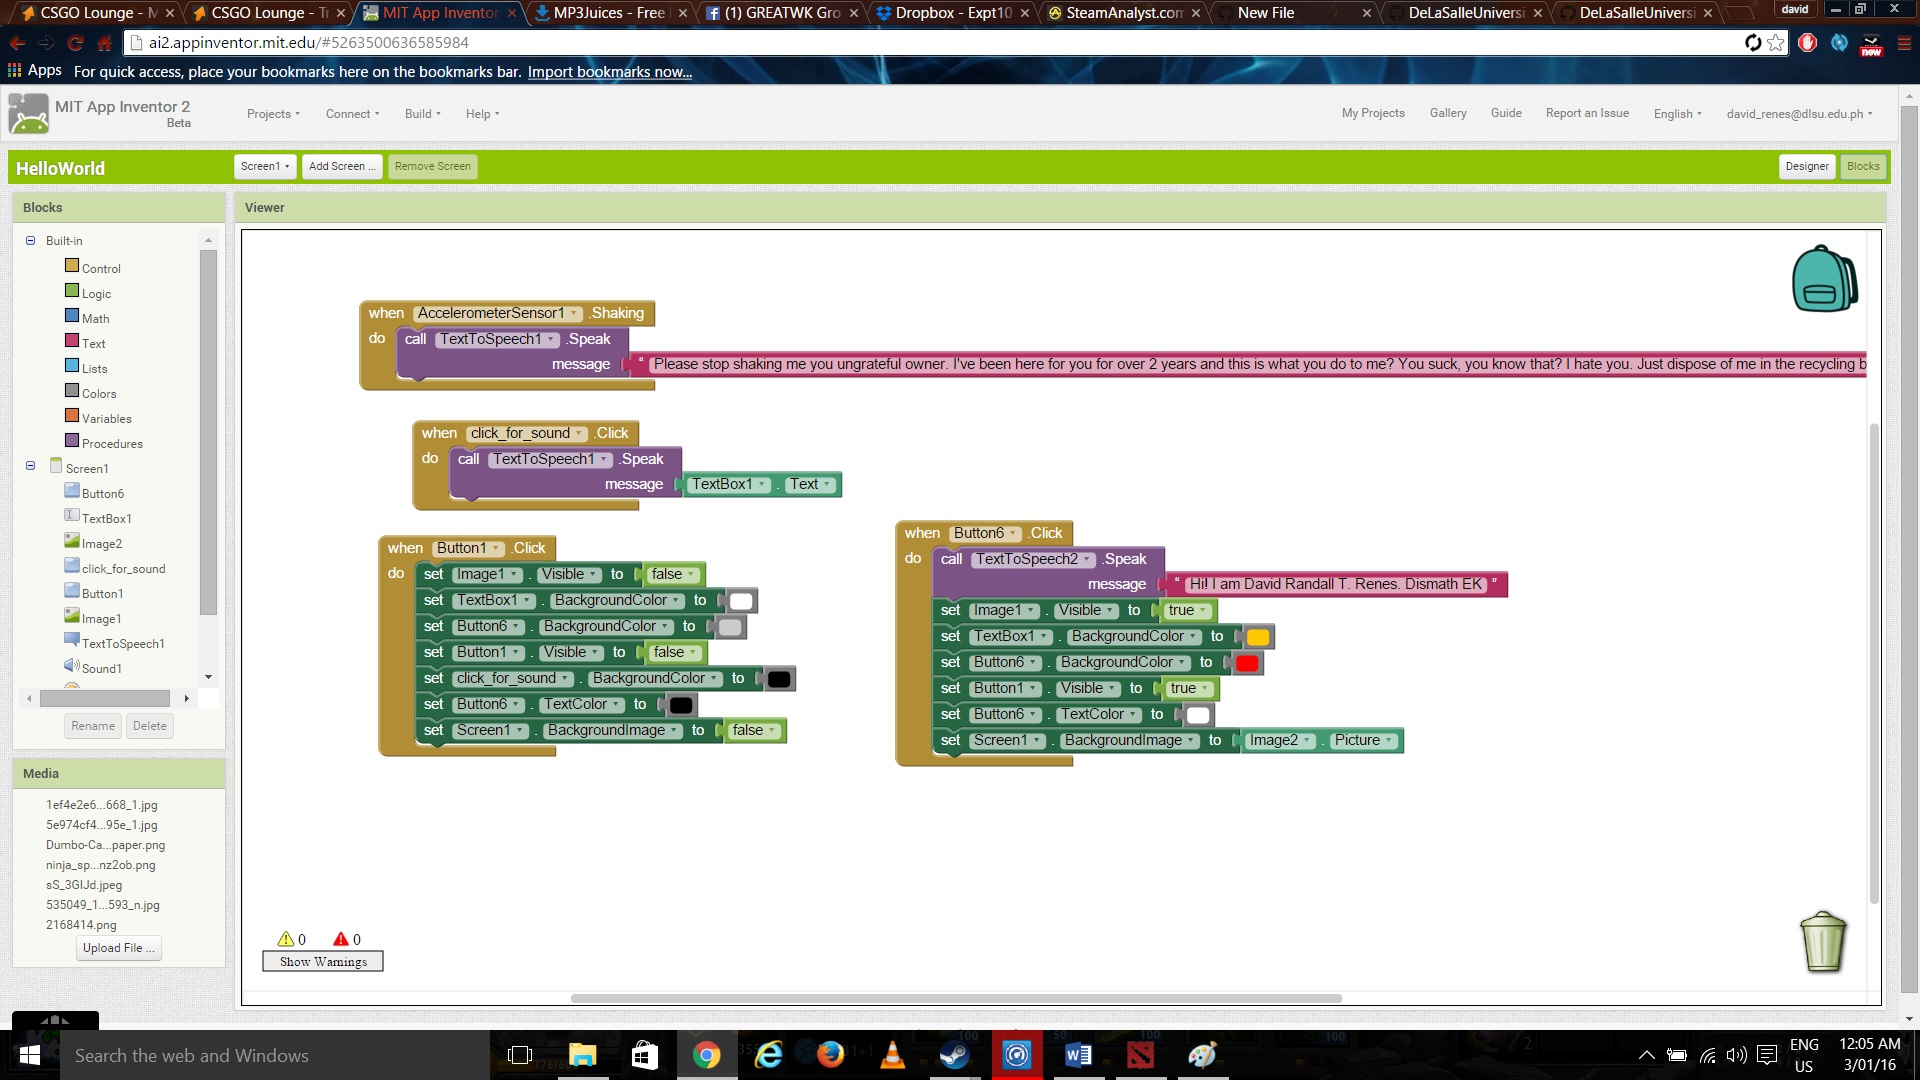 CSGO Lounge - M
CSGO Lounge - Tr
MIT App Inventor
MP3Juices - Free
(1) GREATWK Gro
Dropbox - Expt10
SteamAnalyst.com
New File
DeLaSalleUniversi
DeLaSalleUniversi
david
ai2.appinventor.mit.edu/#5263500636585984
new
Apps For quick access, place your bookmarks here on the bookmarks bar. Import bookmarks now...
MIT App Inventor 2
Beta
Projects Connect Build Help
My Projects Gallery Guide Report an Issue English david_renes@dlsu.edu.ph
HelloWorld
Screen1 Add Screen ... Remove Screen
Designer Blocks
Blocks
Built-in
Control
Logic
Math
Text
Lists
Colors
Variables
Procedures
Screen1
Button6
TextBox1
Image2
click_for_sound
Button1
Image1
TextToSpeech1
Sound1
Rename Delete
Media
1ef4e2e6...668_1.jpg
5e974cf4...95e_1.jpg
Dumbo-Ca...paper.png
ninja_sp...nz2ob.png
sS_3GIJd.jpeg
535049_1...593_n.jpg
2168414.png
Upload File ...
Viewer
when AccelerometerSensor1 .Shaking
do call TextToSpeech1 .Speak
message " Please stop shaking me you ungrateful owner. I've been here for you for over 2 years and this is what you do to me? You suck, you know that? I hate you. Just dispose of me in the recycling b
when click_for_sound .Click
do call TextToSpeech1 .Speak
message TextBox1 . Text
when Button1 .Click
do set Image1 . Visible to false
set TextBox1 . BackgroundColor to
set Button6 . BackgroundColor to
set Button1 . Visible to false
set click_for_sound . BackgroundColor to
set Button6 . TextColor to
set Screen1 . BackgroundImage to false
when Button6 .Click
do call TextToSpeech2 .Speak
message " Hi! I am David Randall T. Renes. Dismath EK "
set Image1 . Visible to true
set TextBox1 . BackgroundColor to
set Button6 . BackgroundColor to
set Button1 . Visible to true
set Button6 . TextColor to
set Screen1 . BackgroundImage to Image2 . Picture
0 0
Show Warnings
Search the web and Windows
ENG
US
12:05 AM
3/01/16